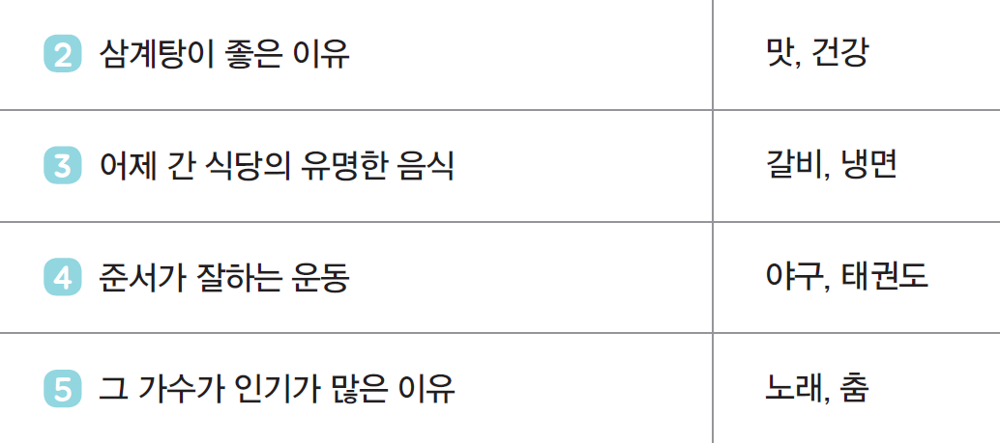 2 삼계탕이 좋은 이유 맛, 건강
3 어제 간 식당의 유명한 음식 갈비, 냉면
4 준서가 잘하는 운동 야구, 태권도
5 그 가수가 인기가 많은 이유 노래, 춤